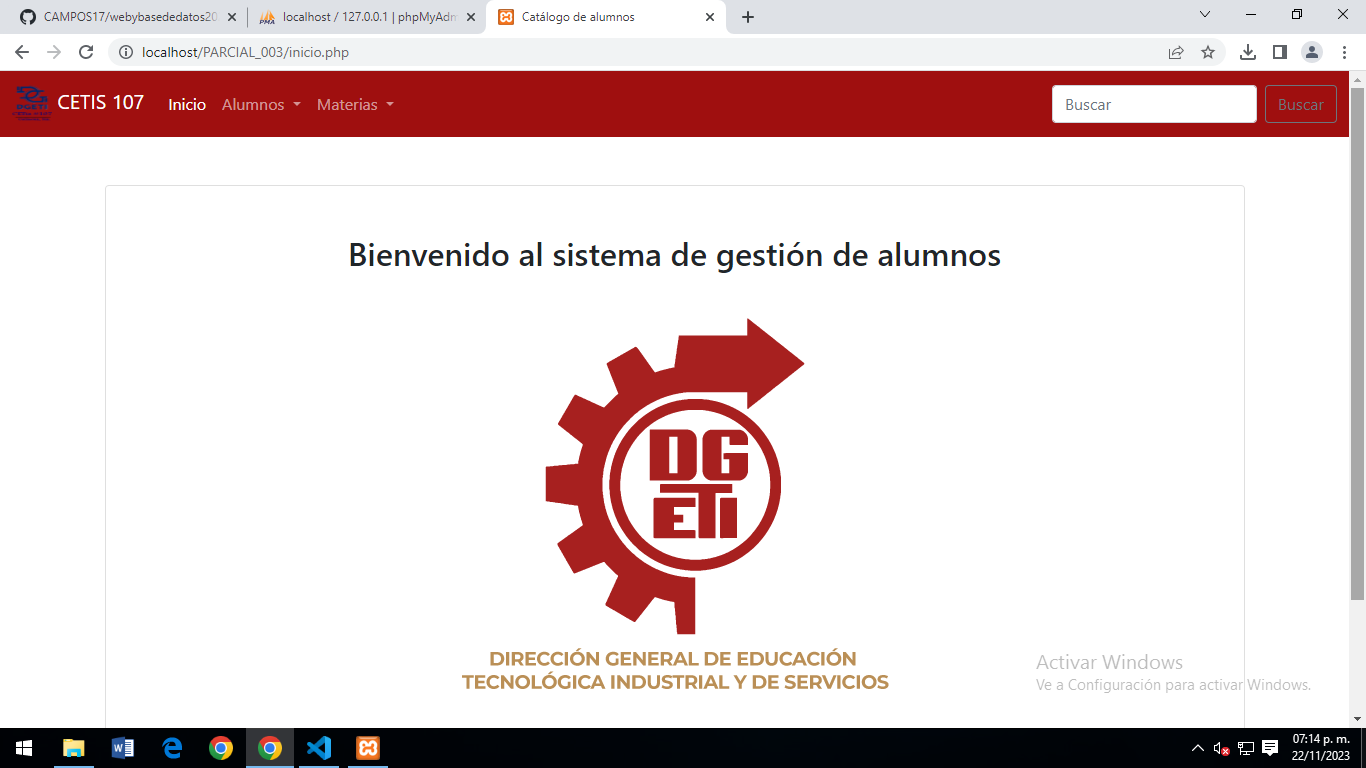 CAMPOS17/webybasededatos20
localhost / 127.0.0.1 | phpMyAdm
Catálogo de alumnos
localhost/PARCIAL_003/inicio.php
CETIS 107
Inicio
Alumnos
Materias
Buscar
Buscar
Bienvenido al sistema de gestión de alumnos
DG
ETI
DIRECCIÓN GENERAL DE EDUCACIÓN
TECNOLÓGICA INDUSTRIAL Y DE SERVICIOS
Activar Windows
Ve a Configuración para activar Windows.
07:14 p. m.
22/11/2023